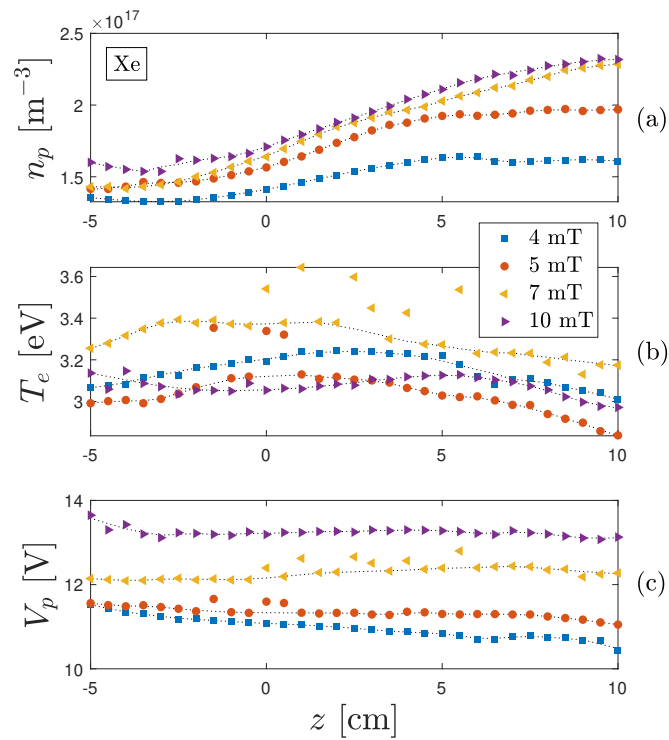 ×10^17
2.5
2
1.5
n_p [m^−3]
Xe
(a)
-5
0
5
10
4 mT
5 mT
7 mT
10 mT
3.6
3.4
3.2
3
T_e [eV]
(b)
-5
0
5
10
14
12
10
V_p [V]
(c)
-5
0
5
10
z [cm]